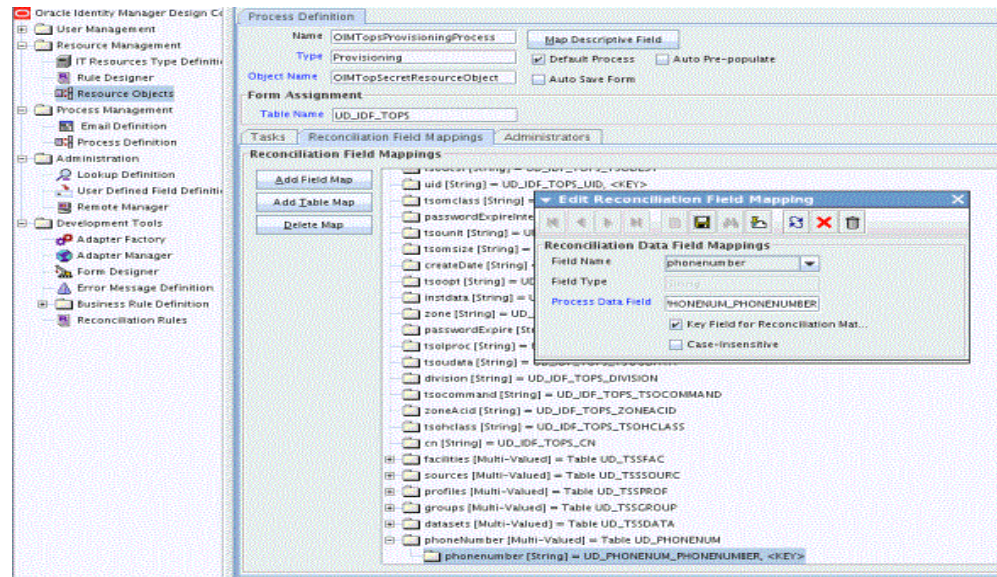 Oracle Identity Manager Design Co
User Management
Resource Management
IT Resources Type Definiti
Rule Designer
Resource Objects
Process Management
Email Definition
Process Definition
Administration
Lookup Definition
User Defined Field Definiti
Remote Manager
Development Tools
Adapter Factory
Adapter Manager
Form Designer
Error Message Definition
Business Rule Definition
Reconciliation Rules
Process Definition
Name OIMTopsProvisioningProcess
Map Descriptive Field
Type Provisioning
Default Process
Auto Pre-populate
Object Name OIMTopSecretResourceObject
Auto Save Form
Form Assignment
Table Name UD_IDF_TOPS
Tasks
Reconciliation Field Mappings
Administrators
Reconciliation Field Mappings
Add Field Map
Add Table Map
Delete Map
uid [String] = UD_IDF_TOPS_UID, <KEY>
tsomclass [String] =
passwordExpireInte
tsounit [String] = U
tsomsize [String] =
createDate [String]
tsoopt [String] = U
instdata [String] = U
zone [String] = UD_
passwordExpire [Str
tsolproc [String] =
tsoudata [String] =
division [String] = UD_IDF_TOPS_DIVISION
tsocommand [String] = UD_IDF_TOPS_TSOCOMMAND
zoneAcid [String] = UD_IDF_TOPS_ZONEACID
tsohclass [String] = UD_IDF_TOPS_TSOHCLASS
cn [String] = UD_IDF_TOPS_CN
facilities [Multi-Valued] = Table UD_TSSFAC
sources [Multi-Valued] = Table UD_TSSSOURC
profiles [Multi-Valued] = Table UD_TSSPROF
groups [Multi-Valued] = Table UD_TSSGROUP
datasets [Multi-Valued] = Table UD_TSSDATA
phoneNumber [Multi-Valued] = Table UD_PHONENUM
phonenumber [String] = UD_PHONENUM_PHONENUMBER, <KEY>
Edit Reconciliation Field Mapping
Reconciliation Data Field Mappings
Field Name phonenumber
Field Type String
Process Data Field HONENUM_PHONENUMBER
Key Field for Reconciliation Mat...
Case-Insensitive